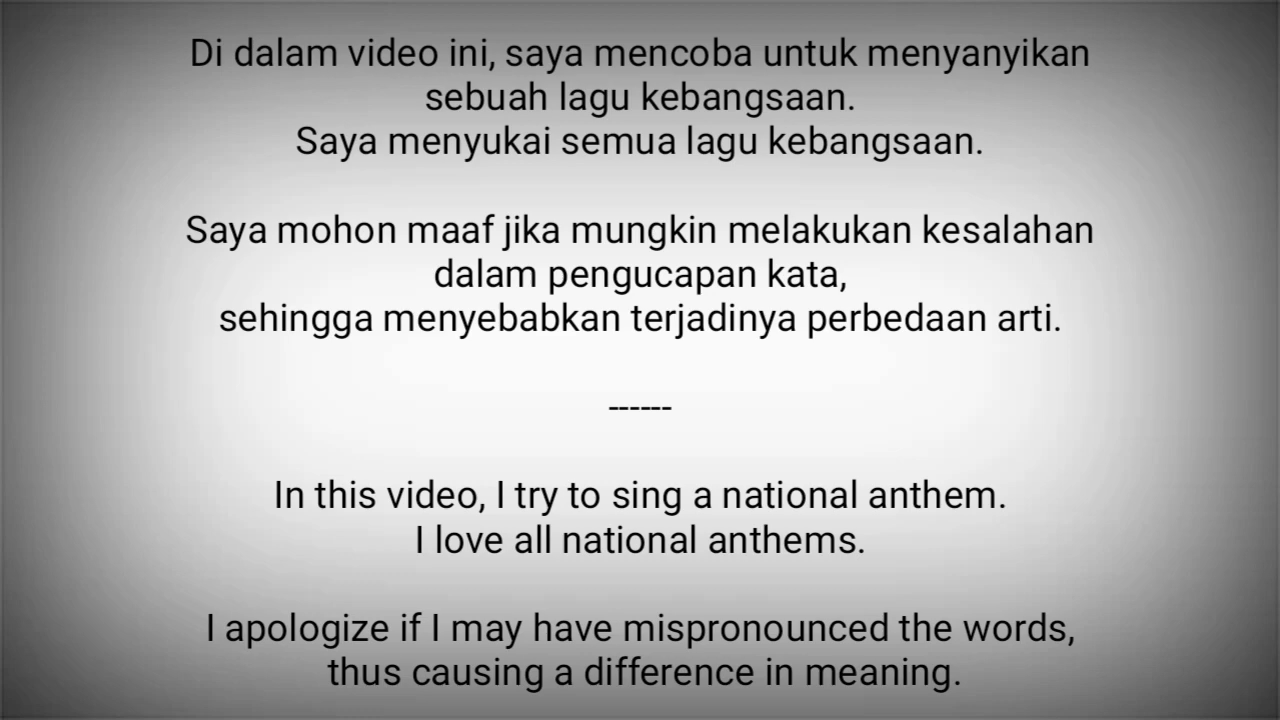 Di dalam video ini, saya mencoba untuk menyanyikan
sebuah lagu kebangsaan.
Saya menyukai semua lagu kebangsaan.
Saya mohon maaf jika mungkin melakukan kesalahan
dalam pengucapan kata,
sehingga menyebabkan terjadinya perbedaan arti.
------
In this video, I try to sing a national anthem.
I love all national anthems.
I apologize if I may have mispronounced the words,
thus causing a difference in meaning.